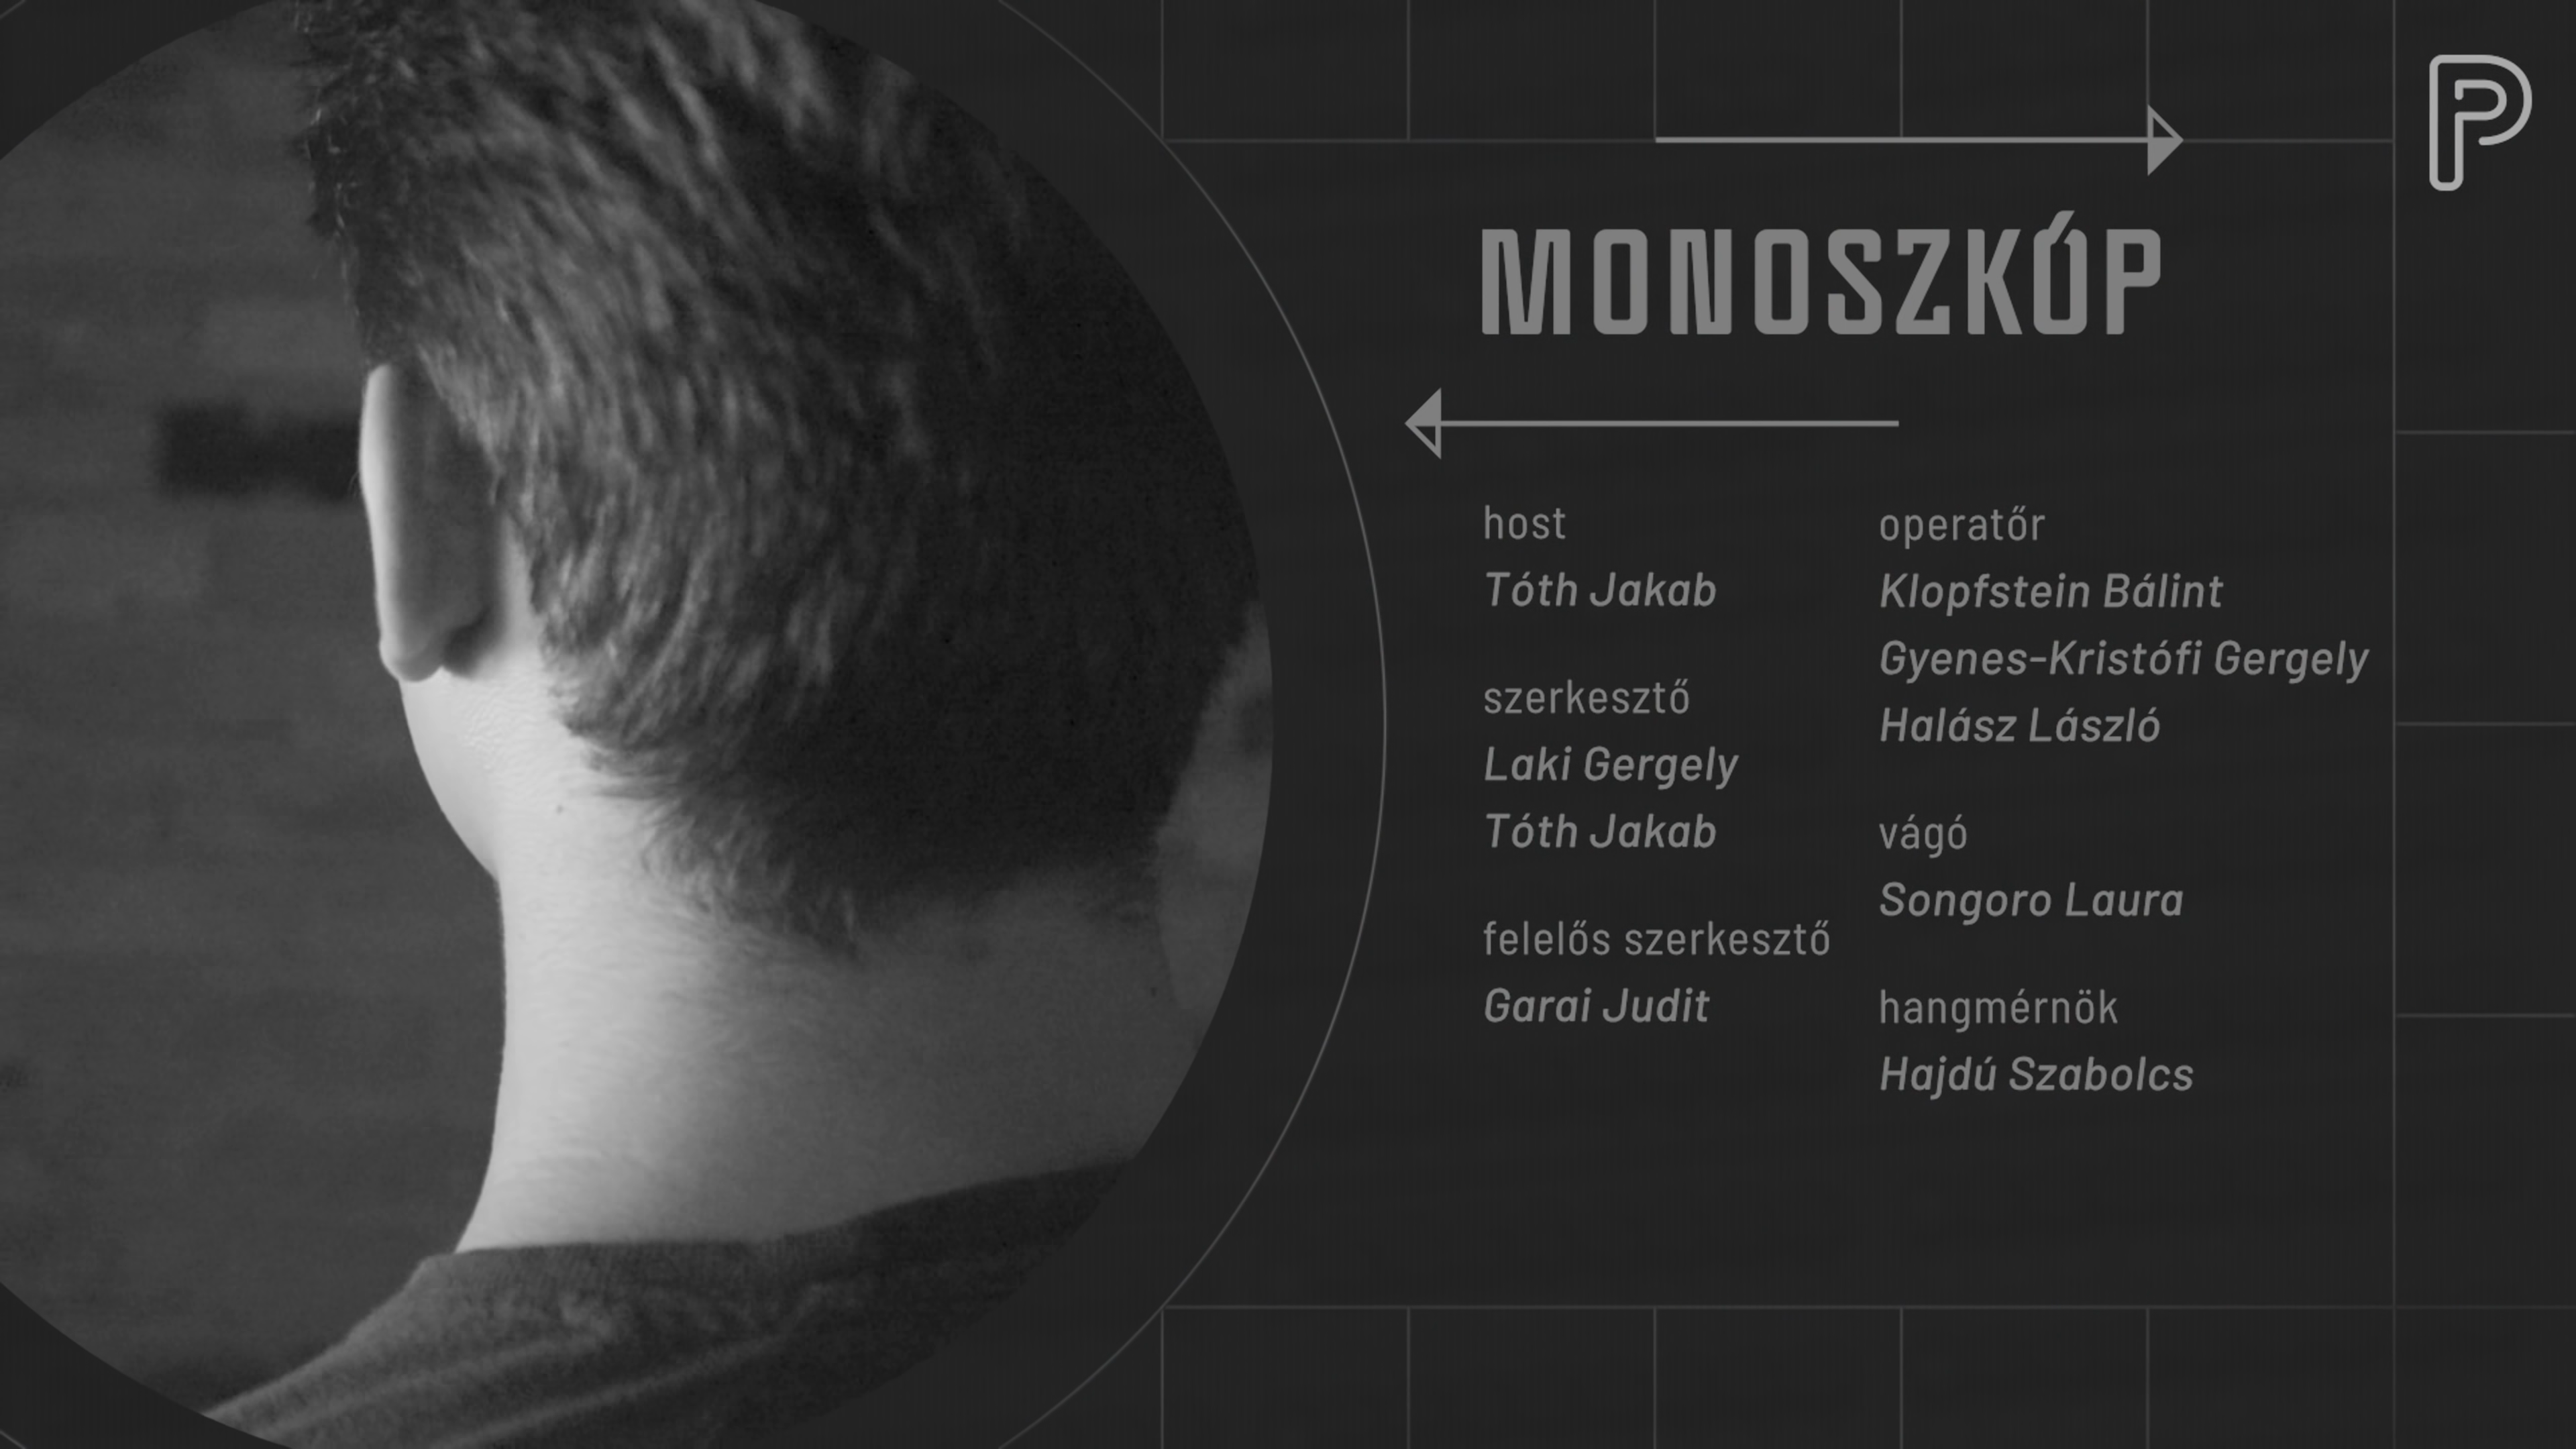 P
MONOSZKÓP
host
Tóth Jakab
szerkesztő
Laki Gergely
Tóth Jakab
felelős szerkesztő
Garai Judit
operatőr
Klopfstein Bálint
Gyenes-Kristófi Gergely
Halász László
vágó
Songoro Laura
hangmérnök
Hajdú Szabolcs